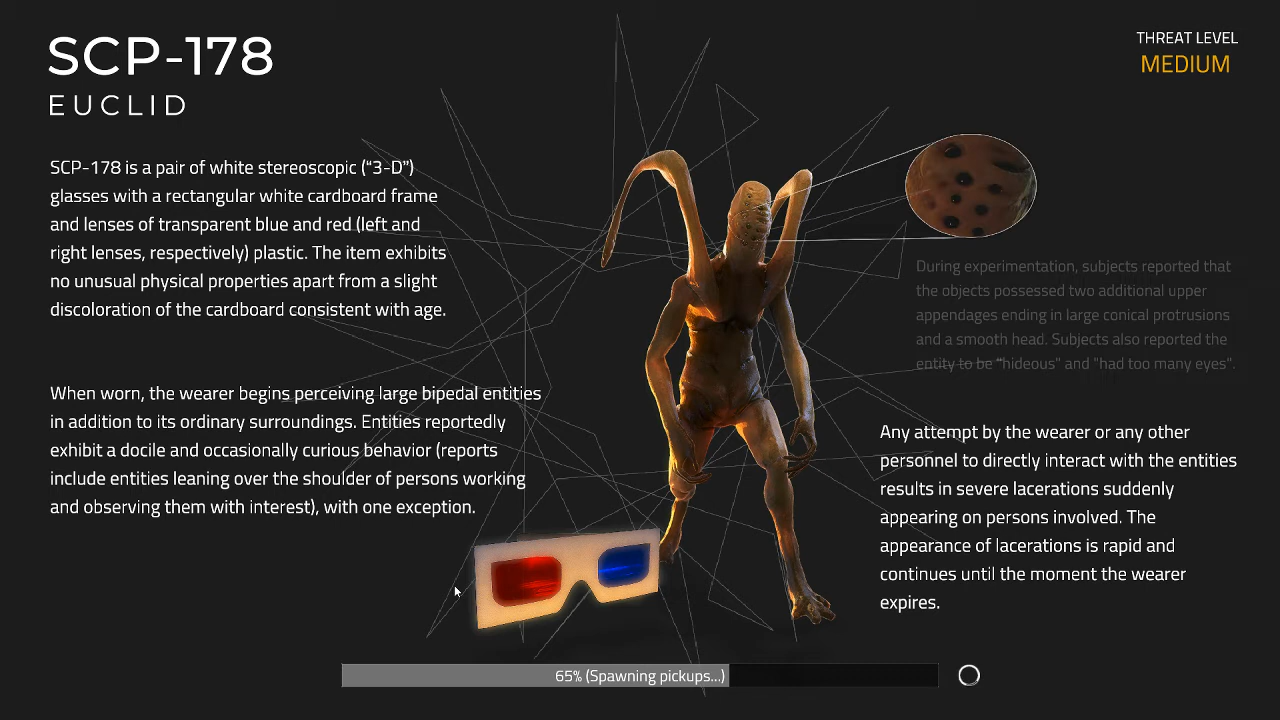 SCP-178
EUCLID
THREAT LEVEL
MEDIUM
SCP-178 is a pair of white stereoscopic (“3-D”)
glasses with a rectangular white cardboard frame
and lenses of transparent blue and red (left and
right lenses, respectively) plastic. The item exhibits
no unusual physical properties apart from a slight
discoloration of the cardboard consistent with age.
When worn, the wearer begins perceiving large bipedal entities
in addition to its ordinary surroundings. Entities reportedly
exhibit a docile and occasionally curious behavior (reports
include entities leaning over the shoulder of persons working
and observing them with interest), with one exception.
During experimentation, subjects reported that
the objects possessed two additional upper
appendages ending in large conical protrusions
and a smooth head. Subjects also reported the
entity to be “hideous" and "had too many eyes".
Any attempt by the wearer or any other
personnel to directly interact with the entities
results in severe lacerations suddenly
appearing on persons involved. The
appearance of lacerations is rapid and
continues until the moment the wearer
expires.
65% (Spawning pickups...)